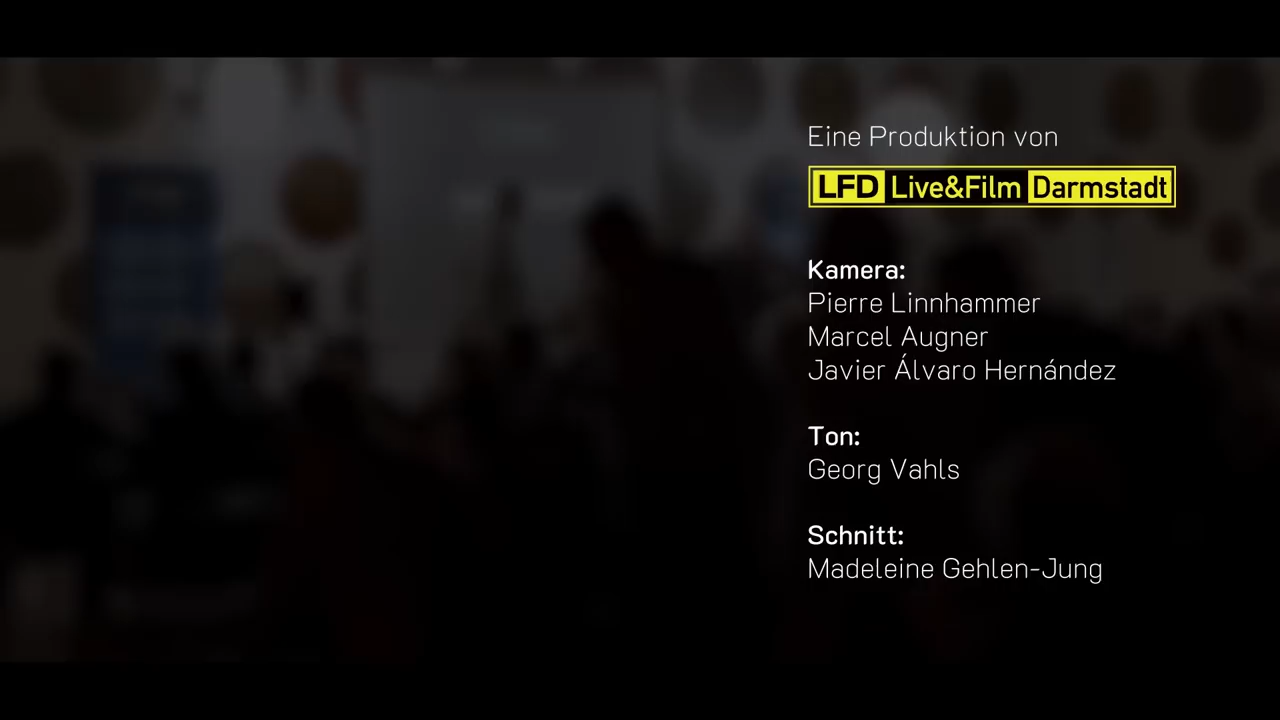 Eine Produktion von
LFD Live&Film Darmstadt
Kamera:
Pierre Linnhammer
Marcel Augner
Javier Álvaro Hernández
Ton:
Georg Vahls
Schnitt:
Madeleine Gehlen-Jung